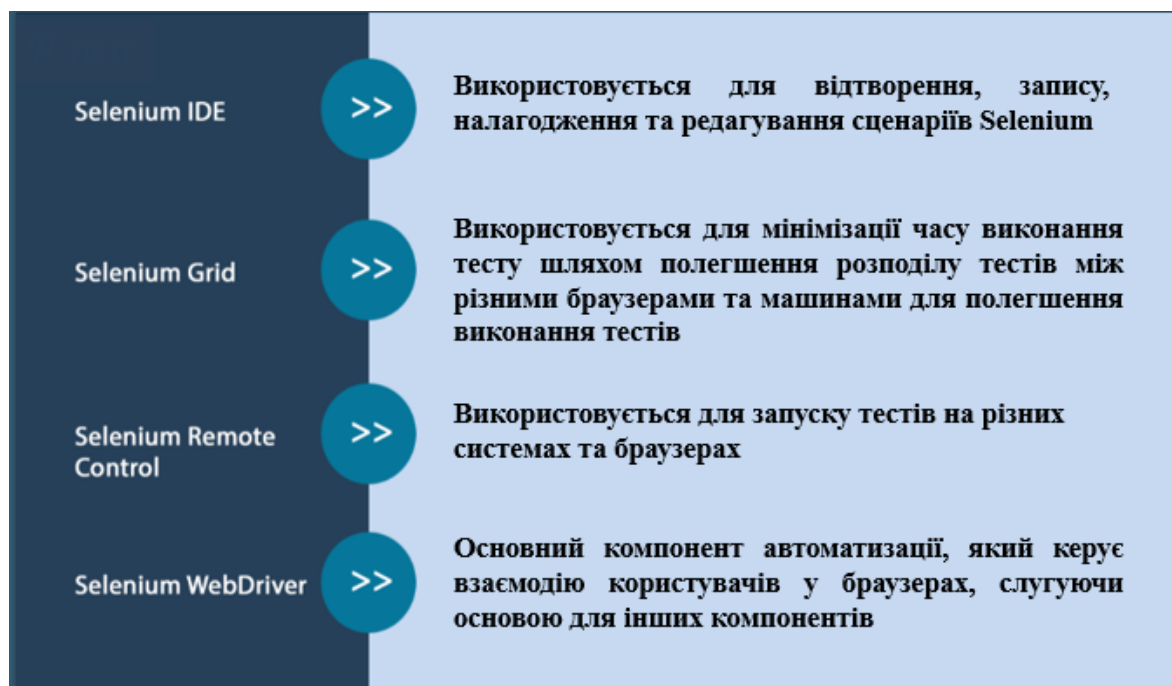 Selenium IDE
>>
Використовується для відтворення, запису,
налагодження та редагування сценаріїв Selenium
Selenium Grid
>>
Використовується для мінімізації часу виконання
тесту шляхом полегшення розподілу тестів між
різними браузерами та машинами для полегшення
виконання тестів
Selenium Remote
Control
>>
Використовується для запуску тестів на різних
системах та браузерах
Selenium WebDriver
>>
Основний компонент автоматизації, який керує
взаємодію користувачів у браузерах, слугуючи
основою для інших компонентів